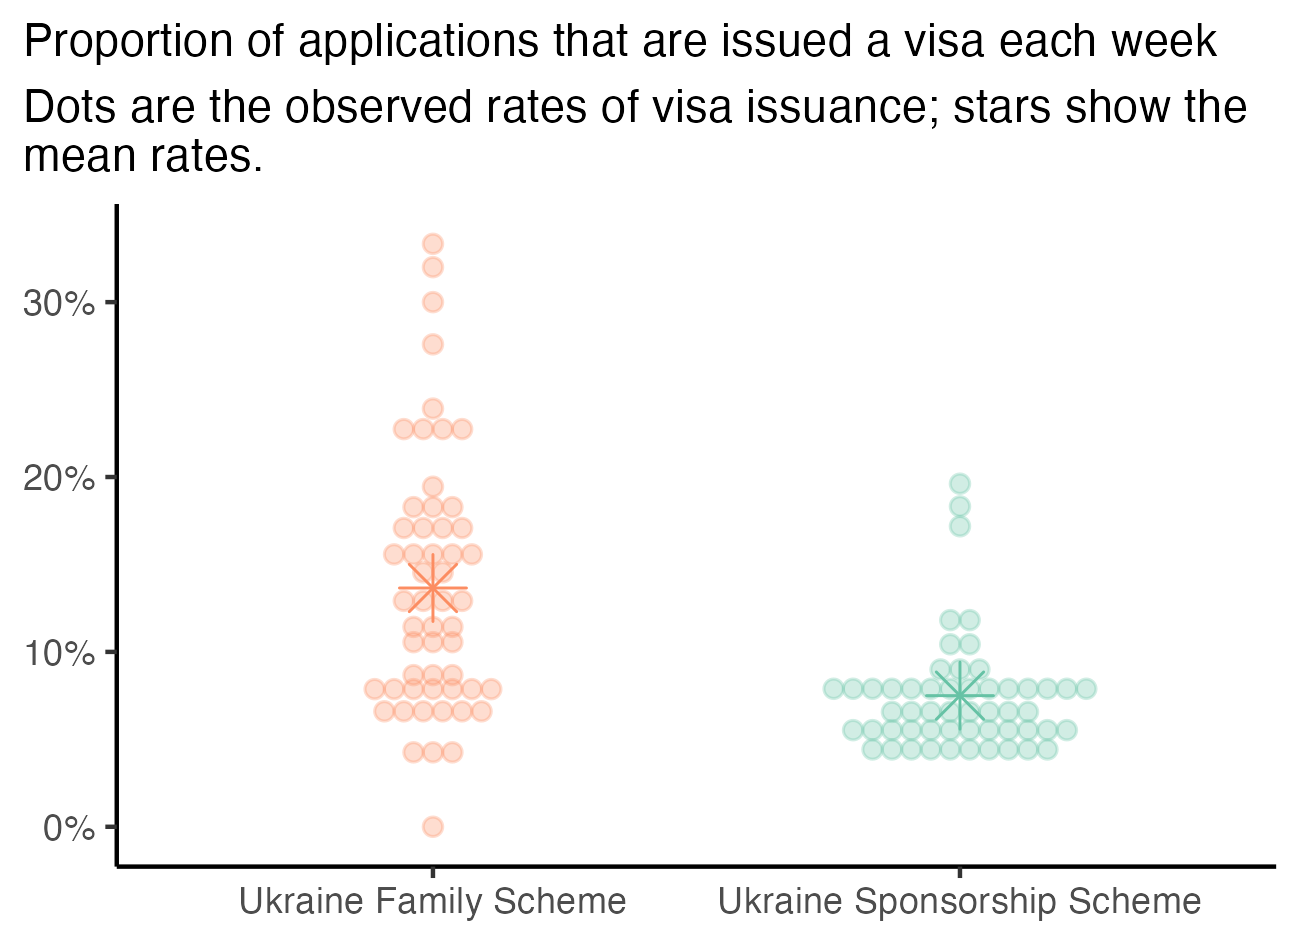 Proportion of applications that are issued a visa each week
Dots are the observed rates of visa issuance; stars show the
mean rates.
30%
20%
10%
0%
Ukraine Family Scheme
Ukraine Sponsorship Scheme